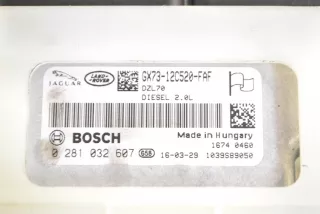 JAGUAR LAND-ROVER GX73-12C520-FAF
DZL70
DIESEL 2.0L
BOSCH Made in Hungary
1674 0460
0 281 032 607 G58 16-03-29 1039S89050